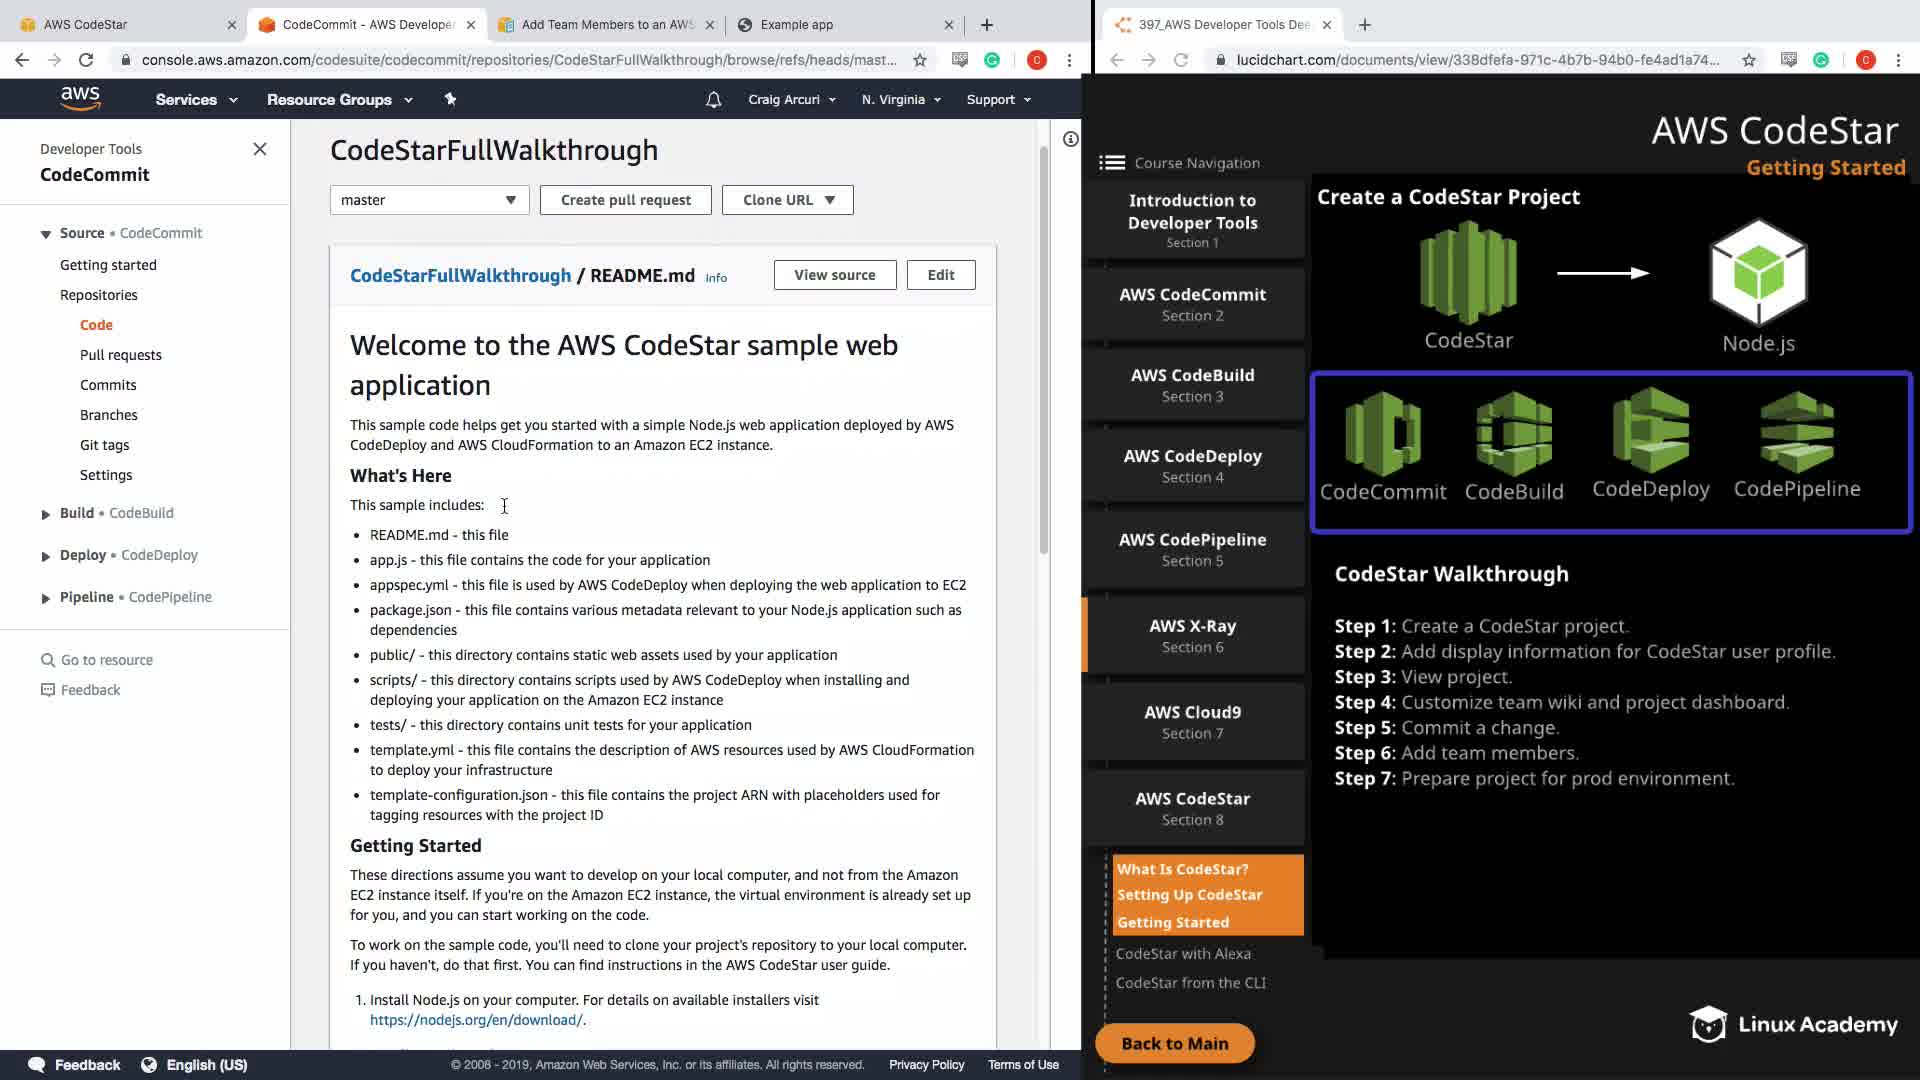 AWS CodeStar
CodeCommit - AWS Developer
Add Team Members to an AWS
Example app
397_AWS Developer Tools Dee
console.aws.amazon.com/codesuite/codecommit/repositories/CodeStarFullWalkthrough/browse/refs/heads/mast...
lucidchart.com/documents/view/338dfefa-971c-4b7b-94b0-fe4ad1a74...
aws
Services
Resource Groups
Craig Arcuri
N. Virginia
Support
Developer Tools
CodeCommit
Source • CodeCommit
Getting started
Repositories
Code
Pull requests
Commits
Branches
Git tags
Settings
Build • CodeBuild
Deploy • CodeDeploy
Pipeline • CodePipeline
Go to resource
Feedback
CodeStarFullWalkthrough
master
Create pull request
Clone URL
CodeStarFullWalkthrough / README.md Info
View source
Edit
Welcome to the AWS CodeStar sample web
application
This sample code helps get you started with a simple Node.js web application deployed by AWS
CodeDeploy and AWS CloudFormation to an Amazon EC2 instance.
What's Here
This sample includes:
• README.md - this file
• app.js - this file contains the code for your application
• appspec.yml - this file is used by AWS CodeDeploy when deploying the web application to EC2
• package.json - this file contains various metadata relevant to your Node.js application such as
dependencies
• public/ - this directory contains static web assets used by your application
• scripts/ - this directory contains scripts used by AWS CodeDeploy when installing and
deploying your application on the Amazon EC2 instance
• tests/ - this directory contains unit tests for your application
• template.yml - this file contains the description of AWS resources used by AWS CloudFormation
to deploy your infrastructure
• template-configuration.json - this file contains the project ARN with placeholders used for
tagging resources with the project ID
Getting Started
These directions assume you want to develop on your local computer, and not from the Amazon
EC2 instance itself. If you're on the Amazon EC2 instance, the virtual environment is already set up
for you, and you can start working on the code.
To work on the sample code, you'll need to clone your project's repository to your local computer.
If you haven't, do that first. You can find instructions in the AWS CodeStar user guide.
1. Install Node.js on your computer. For details on available installers visit
https://nodejs.org/en/download/.
Feedback
English (US)
© 2008 - 2019, Amazon Web Services, Inc. or its affiliates. All rights reserved.
Privacy Policy
Terms of Use
AWS CodeStar
Getting Started
Course Navigation
Introduction to
Developer Tools
Section 1
AWS CodeCommit
Section 2
AWS CodeBuild
Section 3
AWS CodeDeploy
Section 4
AWS CodePipeline
Section 5
AWS X-Ray
Section 6
AWS Cloud9
Section 7
AWS CodeStar
Section 8
What Is CodeStar?
Setting Up CodeStar
Getting Started
CodeStar with Alexa
CodeStar from the CLI
Back to Main
Create a CodeStar Project
CodeStar
Node.js
CodeCommit
CodeBuild
CodeDeploy
CodePipeline
CodeStar Walkthrough
Step 1: Create a CodeStar project.
Step 2: Add display information for CodeStar user profile.
Step 3: View project.
Step 4: Customize team wiki and project dashboard.
Step 5: Commit a change.
Step 6: Add team members.
Step 7: Prepare project for prod environment.
Linux Academy